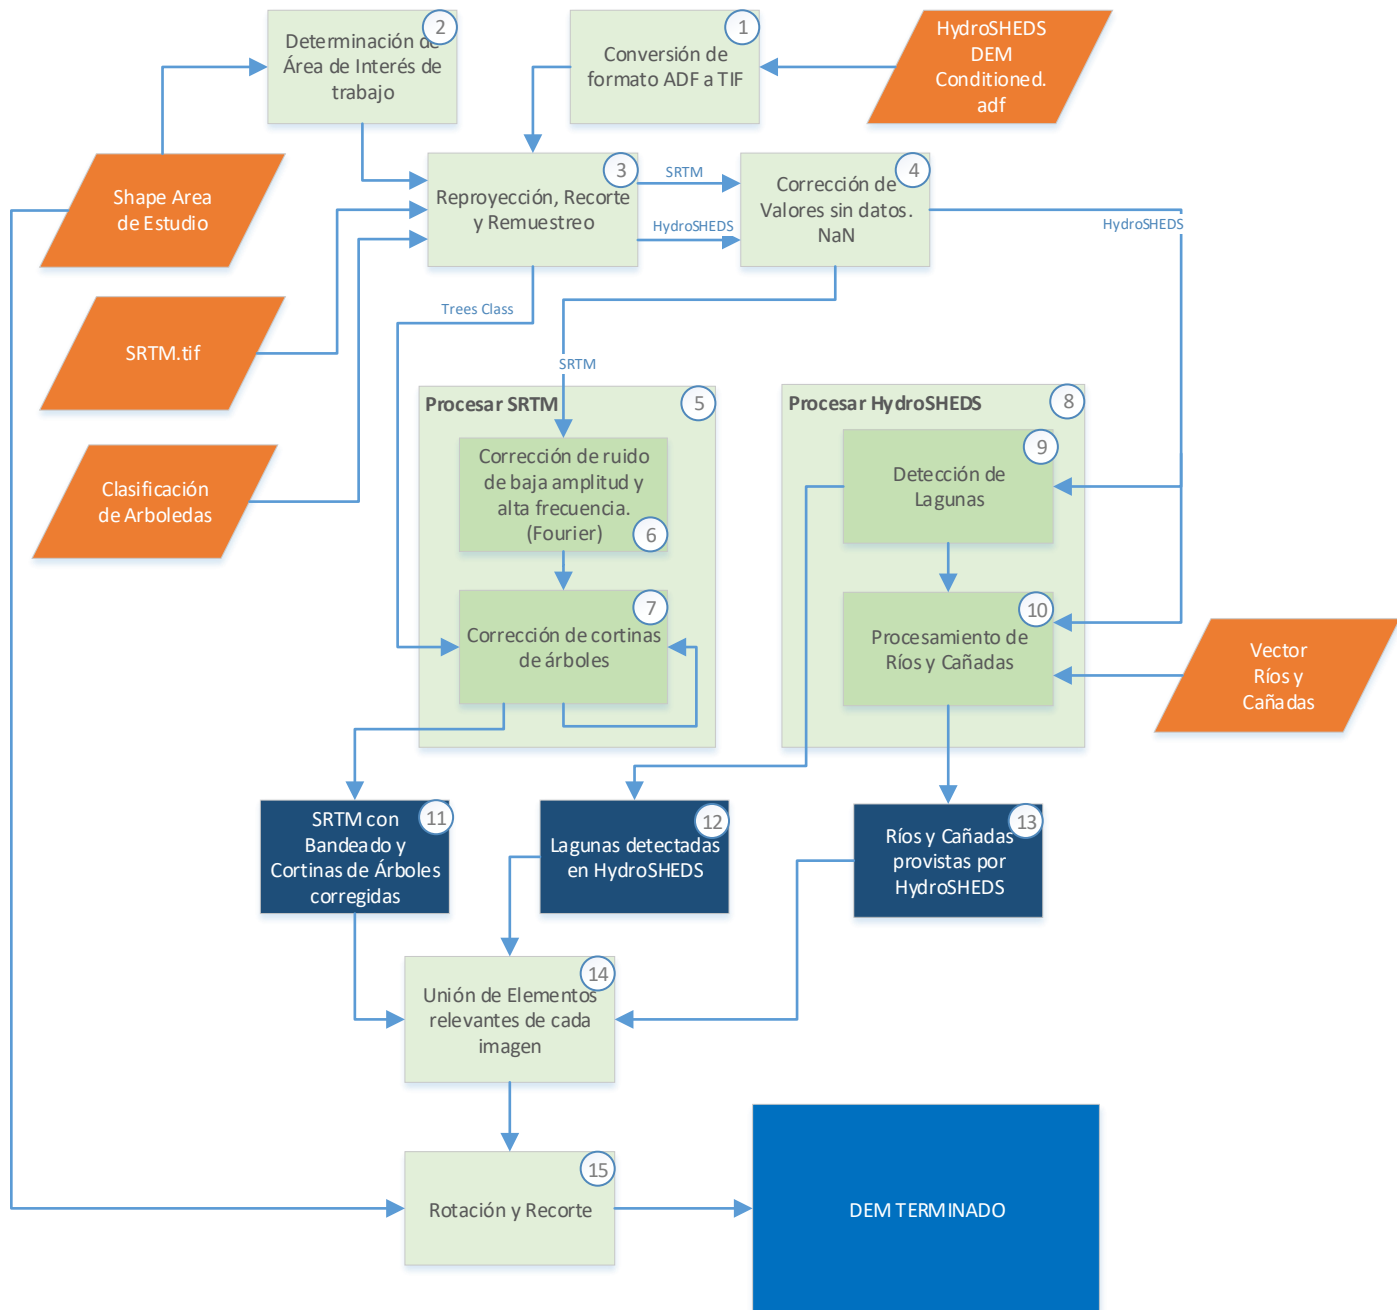 2
Determinación de
Área de Interés de
trabajo
1
Conversión de
formato ADF a TIF
HydroSHEDS
DEM
Conditioned.
adf
Shape Area
de Estudio
3
Reproyección, Recorte
y Remuestreo
SRTM
HydroSHEDS
4
Corrección de
Valores sin datos.
NaN
HydroSHEDS
SRTM.tif
Trees Class
SRTM
Clasificación
de Arboledas
Procesar SRTM
5
Corrección de ruido
de baja amplitud y
alta frecuencia.
(Fourier)
6
7
Corrección de cortinas
de árboles
Procesar HydroSHEDS
8
9
Detección de
Lagunas
10
Procesamiento de
Ríos y Cañadas
Vector
Ríos y
Cañadas
11
SRTM con
Bandeado y
Cortinas de Árboles
corregidas
12
Lagunas detectadas
en HydroSHEDS
13
Ríos y Cañadas
provistas por
HydroSHEDS
14
Unión de Elementos
relevantes de cada
imagen
15
Rotación y Recorte
DEM TERMINADO